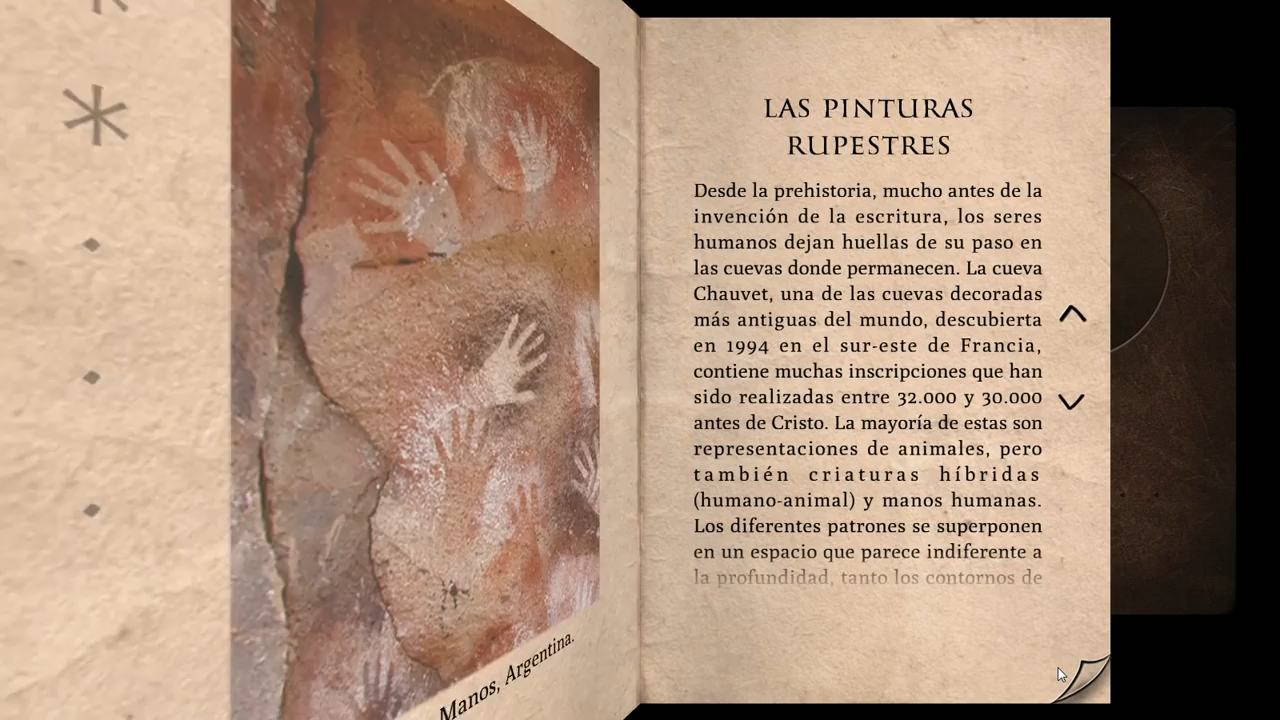 Manos, Argentina.
LAS PINTURAS
RUPESTRES
Desde la prehistoria, mucho antes de la
invención de la escritura, los seres
humanos dejan huellas de su paso en
las cuevas donde permanecen. La cueva
Chauvet, una de las cuevas decoradas
más antiguas del mundo, descubierta
en 1994 en el sur-este de Francia,
contiene muchas inscripciones que han
sido realizadas entre 32.000 y 30.000
antes de Cristo. La mayoría de estas son
representaciones de animales, pero
también criaturas híbridas
(humano-animal) y manos humanas.
Los diferentes patrones se superponen
en un espacio que parece indiferente a
la profundidad, tanto los contornos de